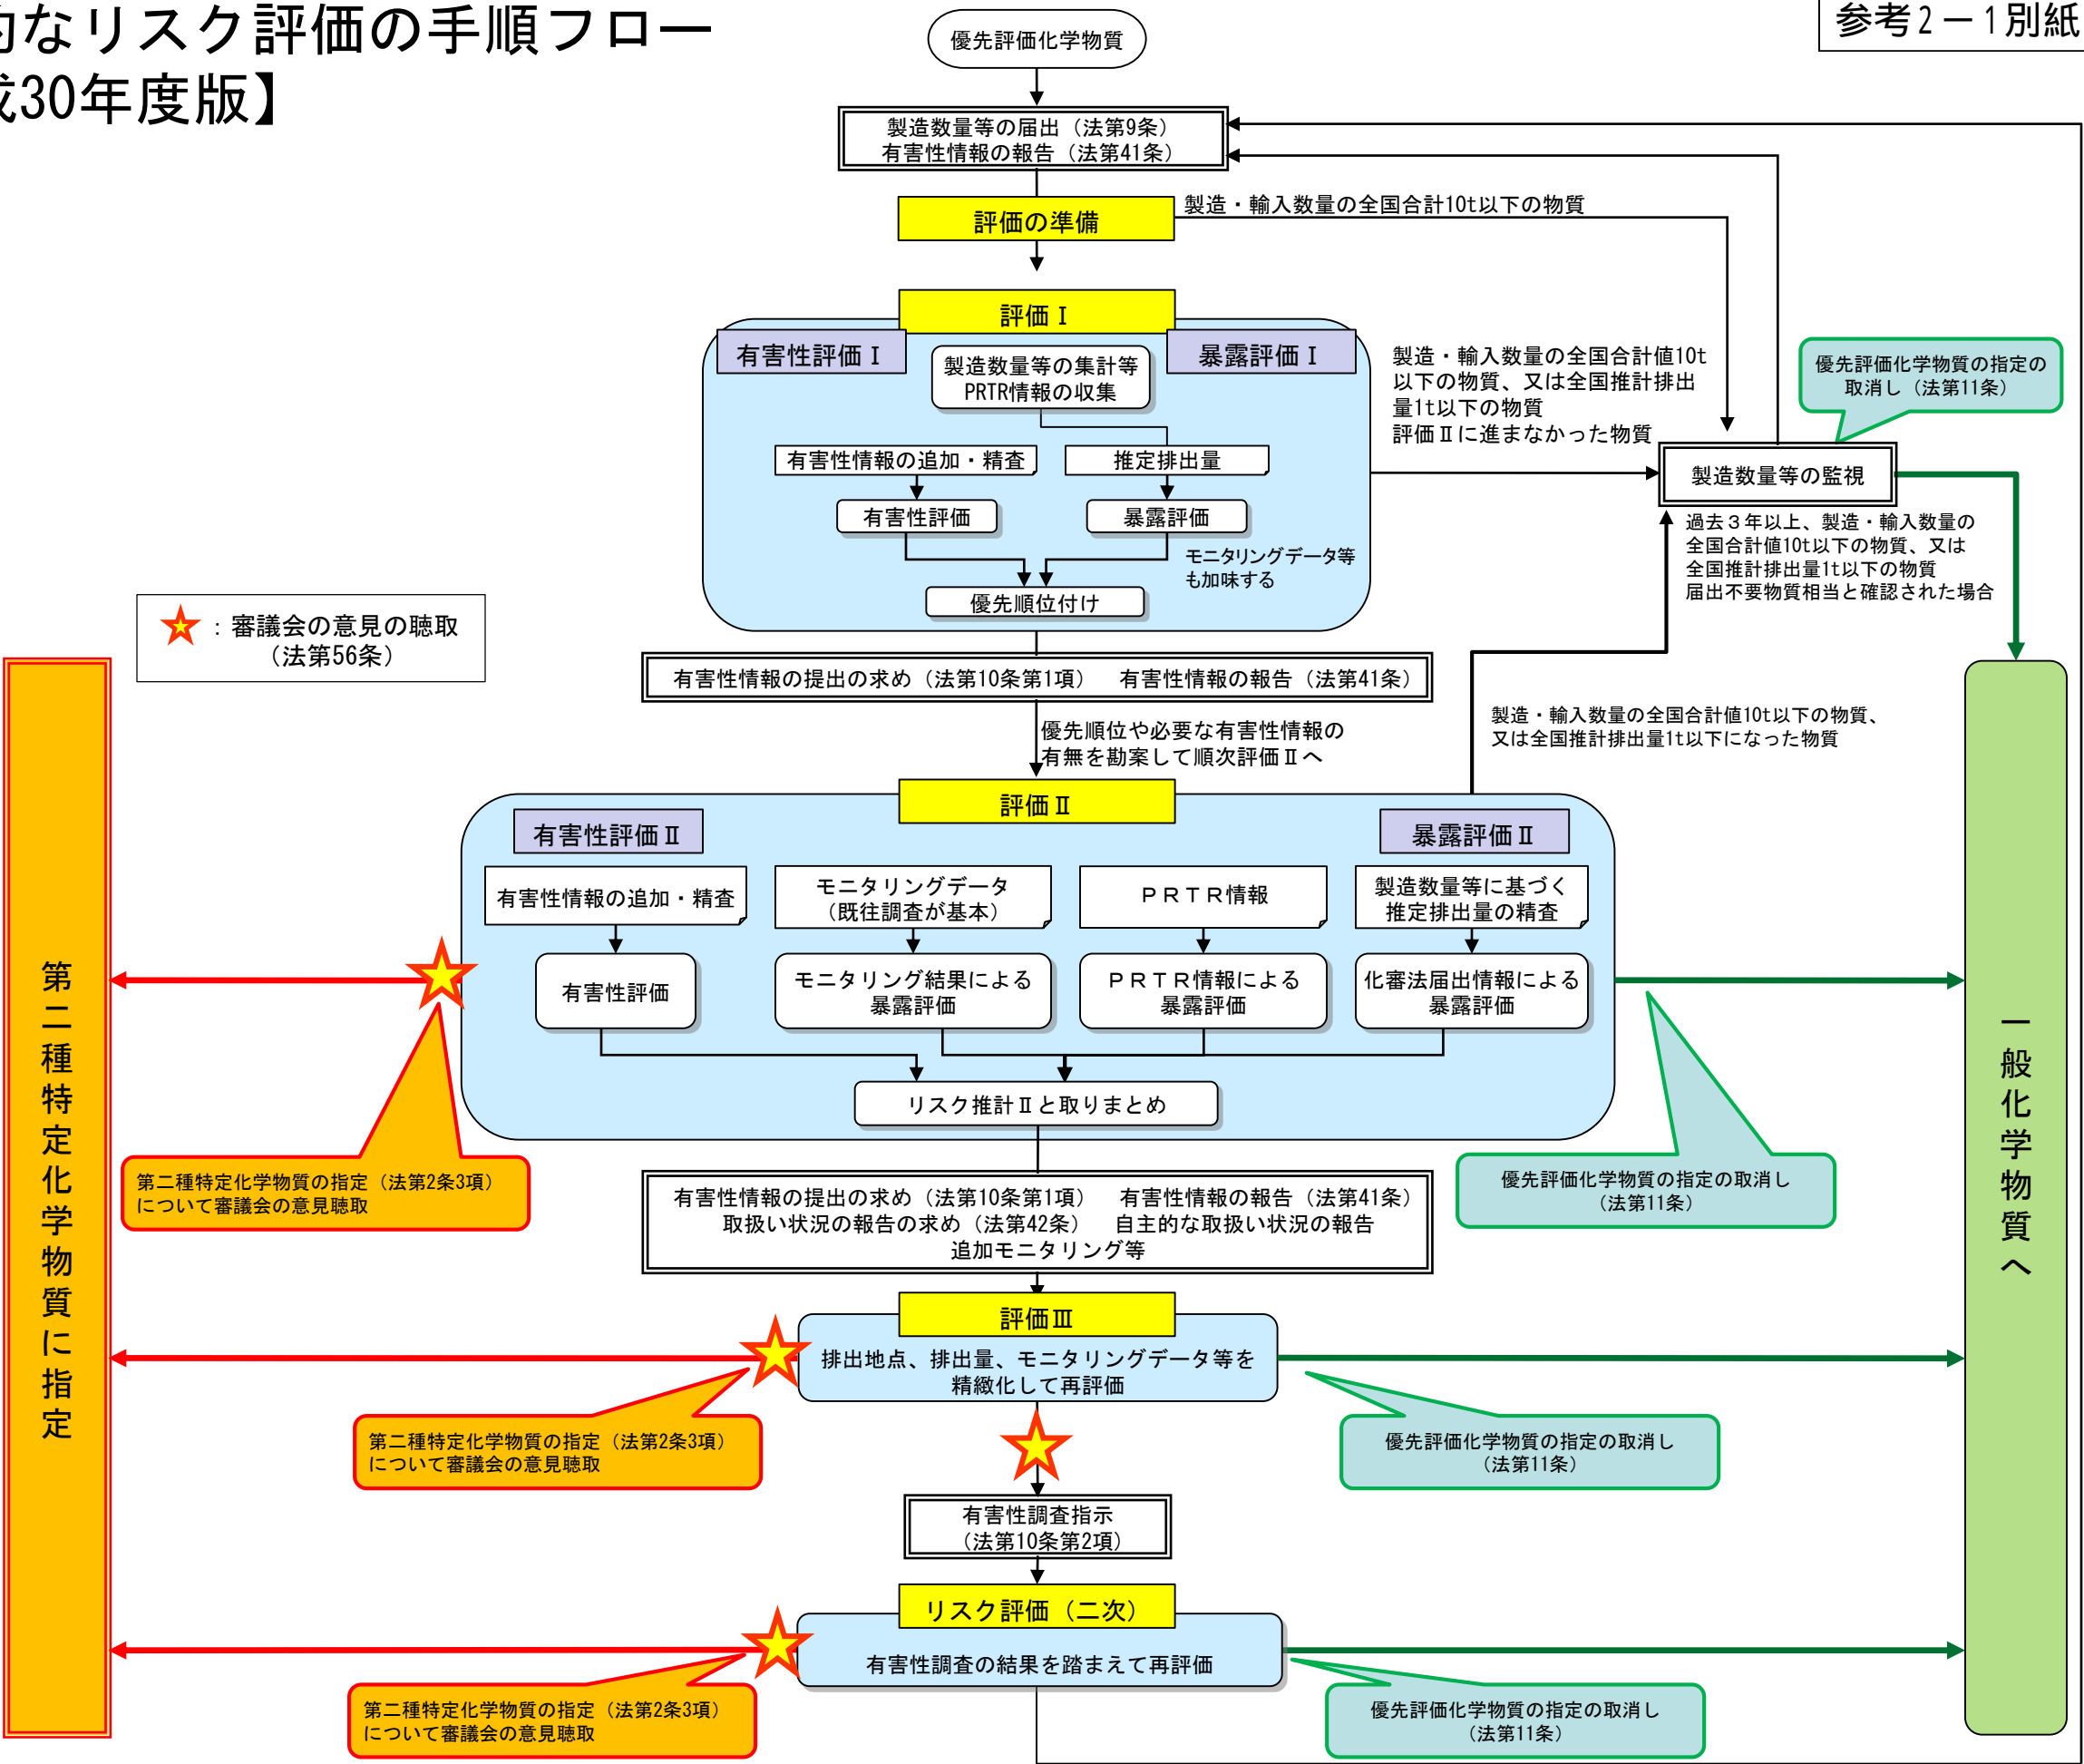 的なリスク評価の手順フロー
成30年度版】
参考2-1別紙
優先評価化学物質
製造数量等の届出（法第9条）
有害性情報の報告（法第41条）
評価の準備
製造・輸入数量の全国合計10t以下の物質
評価Ⅰ
有害性評価Ⅰ
製造数量等の集計等
PRTR情報の収集
暴露評価Ⅰ
有害性情報の追加・精査
推定排出量
有害性評価
暴露評価
モニタリングデータ等
も加味する
優先順位付け
製造・輸入数量の全国合計値10t
以下の物質、又は全国推計排出
量1t以下の物質
評価Ⅱに進まなかった物質
優先評価化学物質の指定の
取消し（法第11条）
製造数量等の監視
過去３年以上、製造・輸入数量の
全国合計値10t以下の物質、又は
全国推計排出量1t以下の物質
届出不要物質相当と確認された場合
：審議会の意見の聴取
（法第56条）
有害性情報の提出の求め（法第10条第1項）　有害性情報の報告（法第41条）
優先順位や必要な有害性情報の
有無を勘案して順次評価Ⅱへ
製造・輸入数量の全国合計値10t以下の物質、
又は全国推計排出量1t以下になった物質
評価Ⅱ
有害性評価Ⅱ
暴露評価Ⅱ
有害性情報の追加・精査
モニタリングデータ
（既往調査が基本）
ＰＲＴＲ情報
製造数量等に基づく
推定排出量の精査
有害性評価
モニタリング結果による
暴露評価
ＰＲＴＲ情報による
暴露評価
化審法届出情報による
暴露評価
リスク推計Ⅱと取りまとめ
第二種特定化学物質に指定
一般化学物質へ
第二種特定化学物質の指定（法第2条3項）
について審議会の意見聴取
優先評価化学物質の指定の取消し
（法第11条）
有害性情報の提出の求め（法第10条第1項）　有害性情報の報告（法第41条）
取扱い状況の報告の求め（法第42条）　自主的な取扱い状況の報告
追加モニタリング等
評価Ⅲ
排出地点、排出量、モニタリングデータ等を
精緻化して再評価
第二種特定化学物質の指定（法第2条3項）
について審議会の意見聴取
優先評価化学物質の指定の取消し
（法第11条）
有害性調査指示
（法第10条第2項）
リスク評価（二次）
有害性調査の結果を踏まえて再評価
第二種特定化学物質の指定（法第2条3項）
について審議会の意見聴取
優先評価化学物質の指定の取消し
（法第11条）